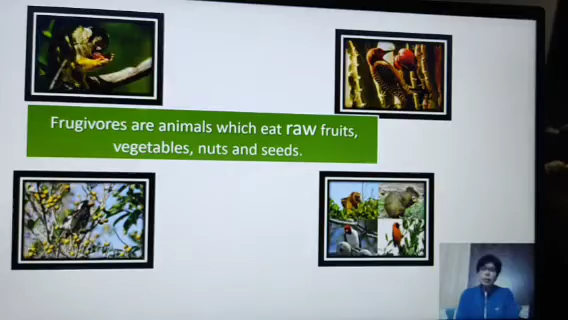 Frugivores are animals which eat raw fruits,
vegetables, nuts and seeds.